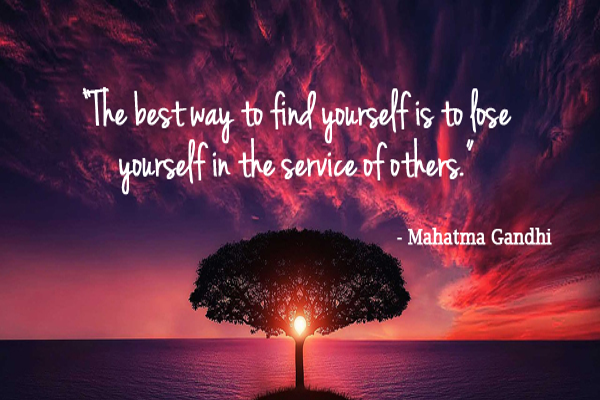 "The best way to find yourself is to lose
yourself in the service of others."
- Mahatma Gandhi